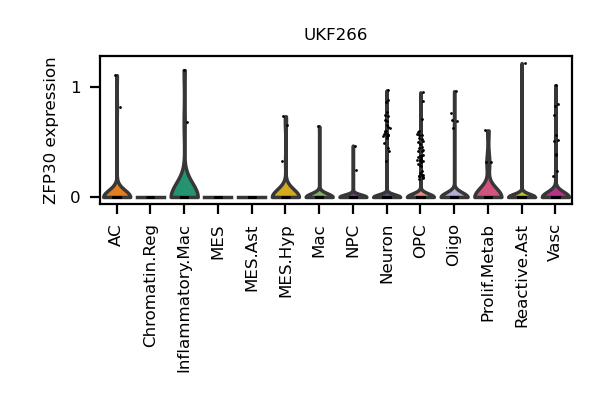 UKF266
ZFP30 expression
1
0
AC
Chromatin.Reg
Inflammatory.Mac
MES
MES.Ast
MES.Hyp
Mac
NPC
Neuron
OPC
Oligo
Prolif.Metab
Reactive.Ast
Vasc